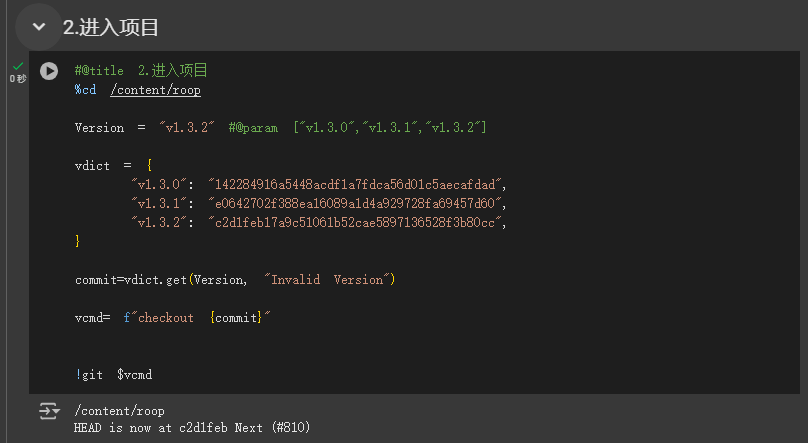 2.进入项目
0秒
#@title 2.进入项目
%cd /content/roop
Version = "v1.3.2" #@param ["v1.3.0","v1.3.1","v1.3.2"]
vdict = {
"v1.3.0": "142284916a5448acdf1a7fdca56d01c5aecafdad",
"v1.3.1": "e0642702f388ea16089a1d4a929728fa69457d60",
"v1.3.2": "c2d1feb17a9c51061b52cae5897136528f3b80cc",
}
commit=vdict.get(Version, "Invalid Version")
vcmd= f"checkout {commit}"
!git $vcmd
/content/roop
HEAD is now at c2d1feb Next (#810)